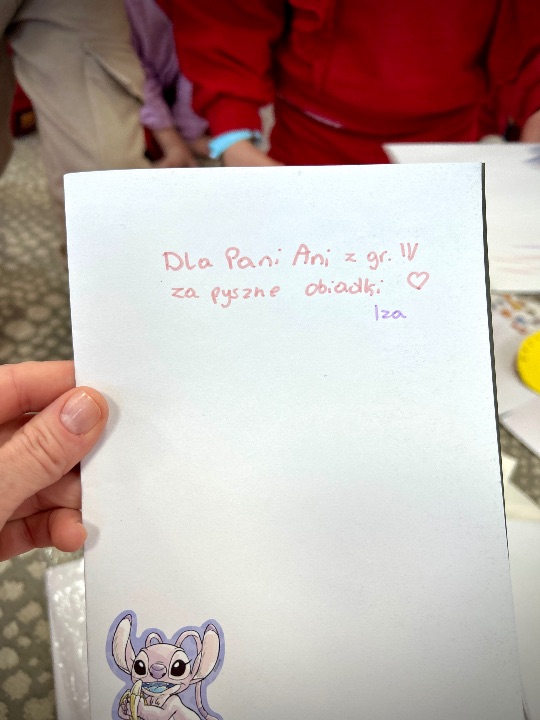 Dla Pani Ani z gr. IV
za pyszne obiadki ♡
Iza